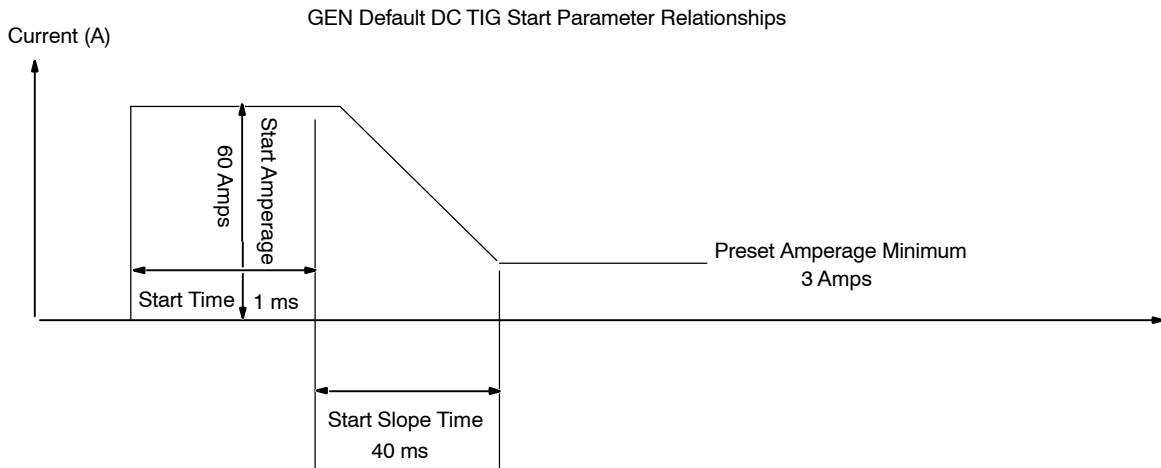 GEN Default DC TIG Start Parameter Relationships
Current (A)
Start Amperage
60 Amps
Preset Amperage Minimum
3 Amps
Start Time
1 ms
Start Slope Time
40 ms